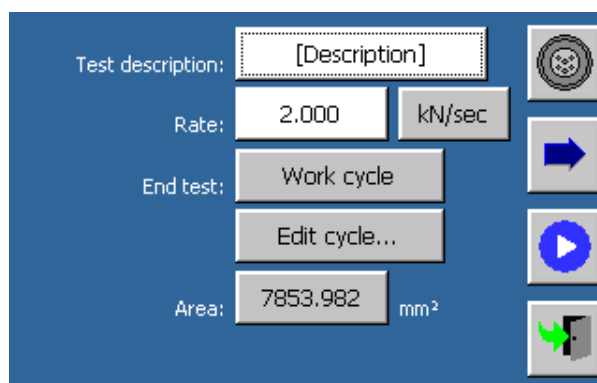 Test description: [Description]
Rate: 2.000 kN/sec
End test: Work cycle
Edit cycle...
Area: 7853.982 mm²